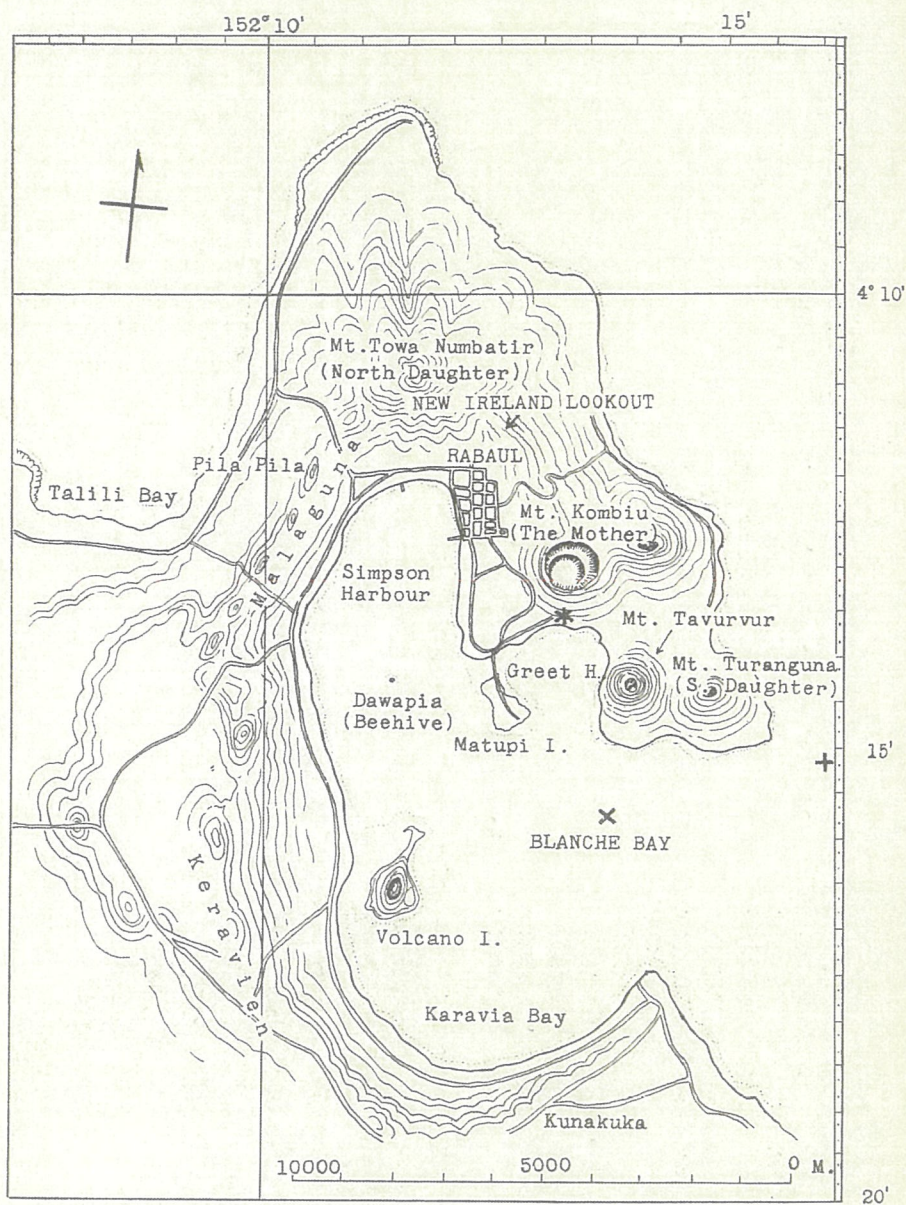 152° 10'
15'
4° 10'
Mt.Towa Numbatir
(North Daughter)
NEW IRELAND LOOKOUT
RABAUL
Pila Pila
Talili Bay
Malaguna
Mt. Kombiu
(The Mother)
Simpson
Harbour
Mt. Tavurvur
Greet H.
Mt. Turanguna
(S. Daughter)
Dawapia
(Beehive)
Matupi I.
15'
BLANCHE BAY
Keravien
Volcano I.
Karavia Bay
Kunakuka
10000 5000 0 M.
20'